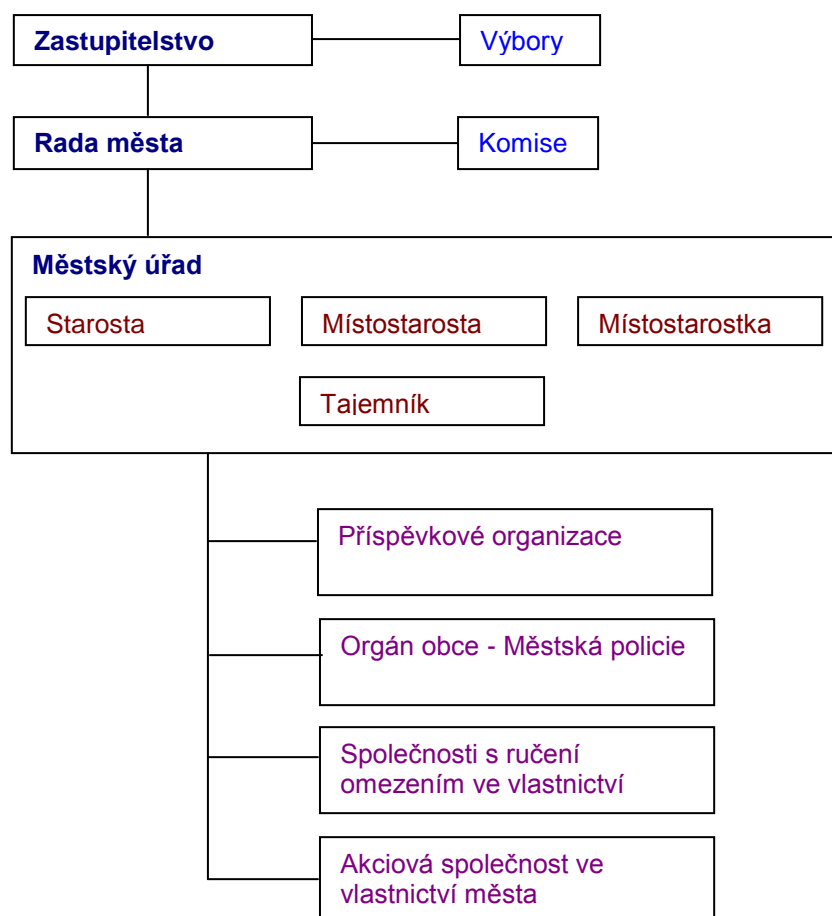 Zastupitelstvo
Výbory
Rada města
Komise
Městský úřad
Starosta
Místostarosta
Místostarostka
Tajemník
Příspěvkové organizace
Orgán obce - Městská policie
Společnosti s ručení
omezením ve vlastnictví
Akciová společnost ve
vlastnictví města